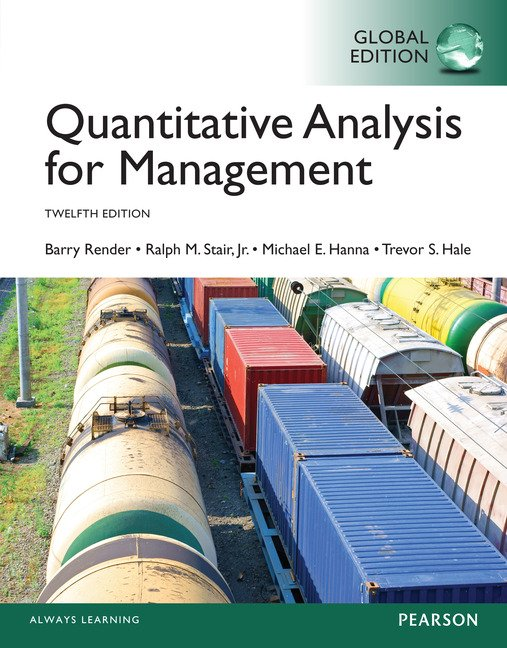 GLOBAL
EDITION
Quantitative Analysis
for Management
TWELFTH EDITION
Barry Render • Ralph M. Stair, Jr. • Michael E. Hanna • Trevor S. Hale
ALWAYS LEARNING
PEARSON